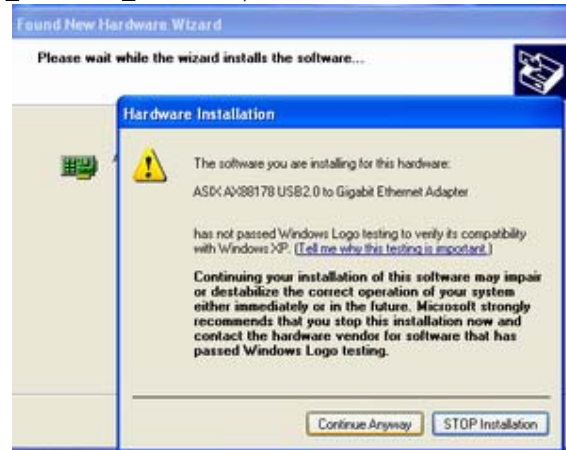 Found New Hardware Wizard
Please wait while the wizard installs the software...
Hardware Installation
The software you are installing for this hardware:
ASIX AX88178 USB2.0 to Gigabit Ethernet Adapter
has not passed Windows Logo testing to verify its compatibility
with Windows XP. (Tell me why this testing is important.)
Continuing your installation of this software may impair
or destabilize the correct operation of your system
either immediately or in the future. Microsoft strongly
recommends that you stop this installation now and
contact the hardware vendor for software that has
passed Windows Logo testing.
Continue Anyway
STOP Installation